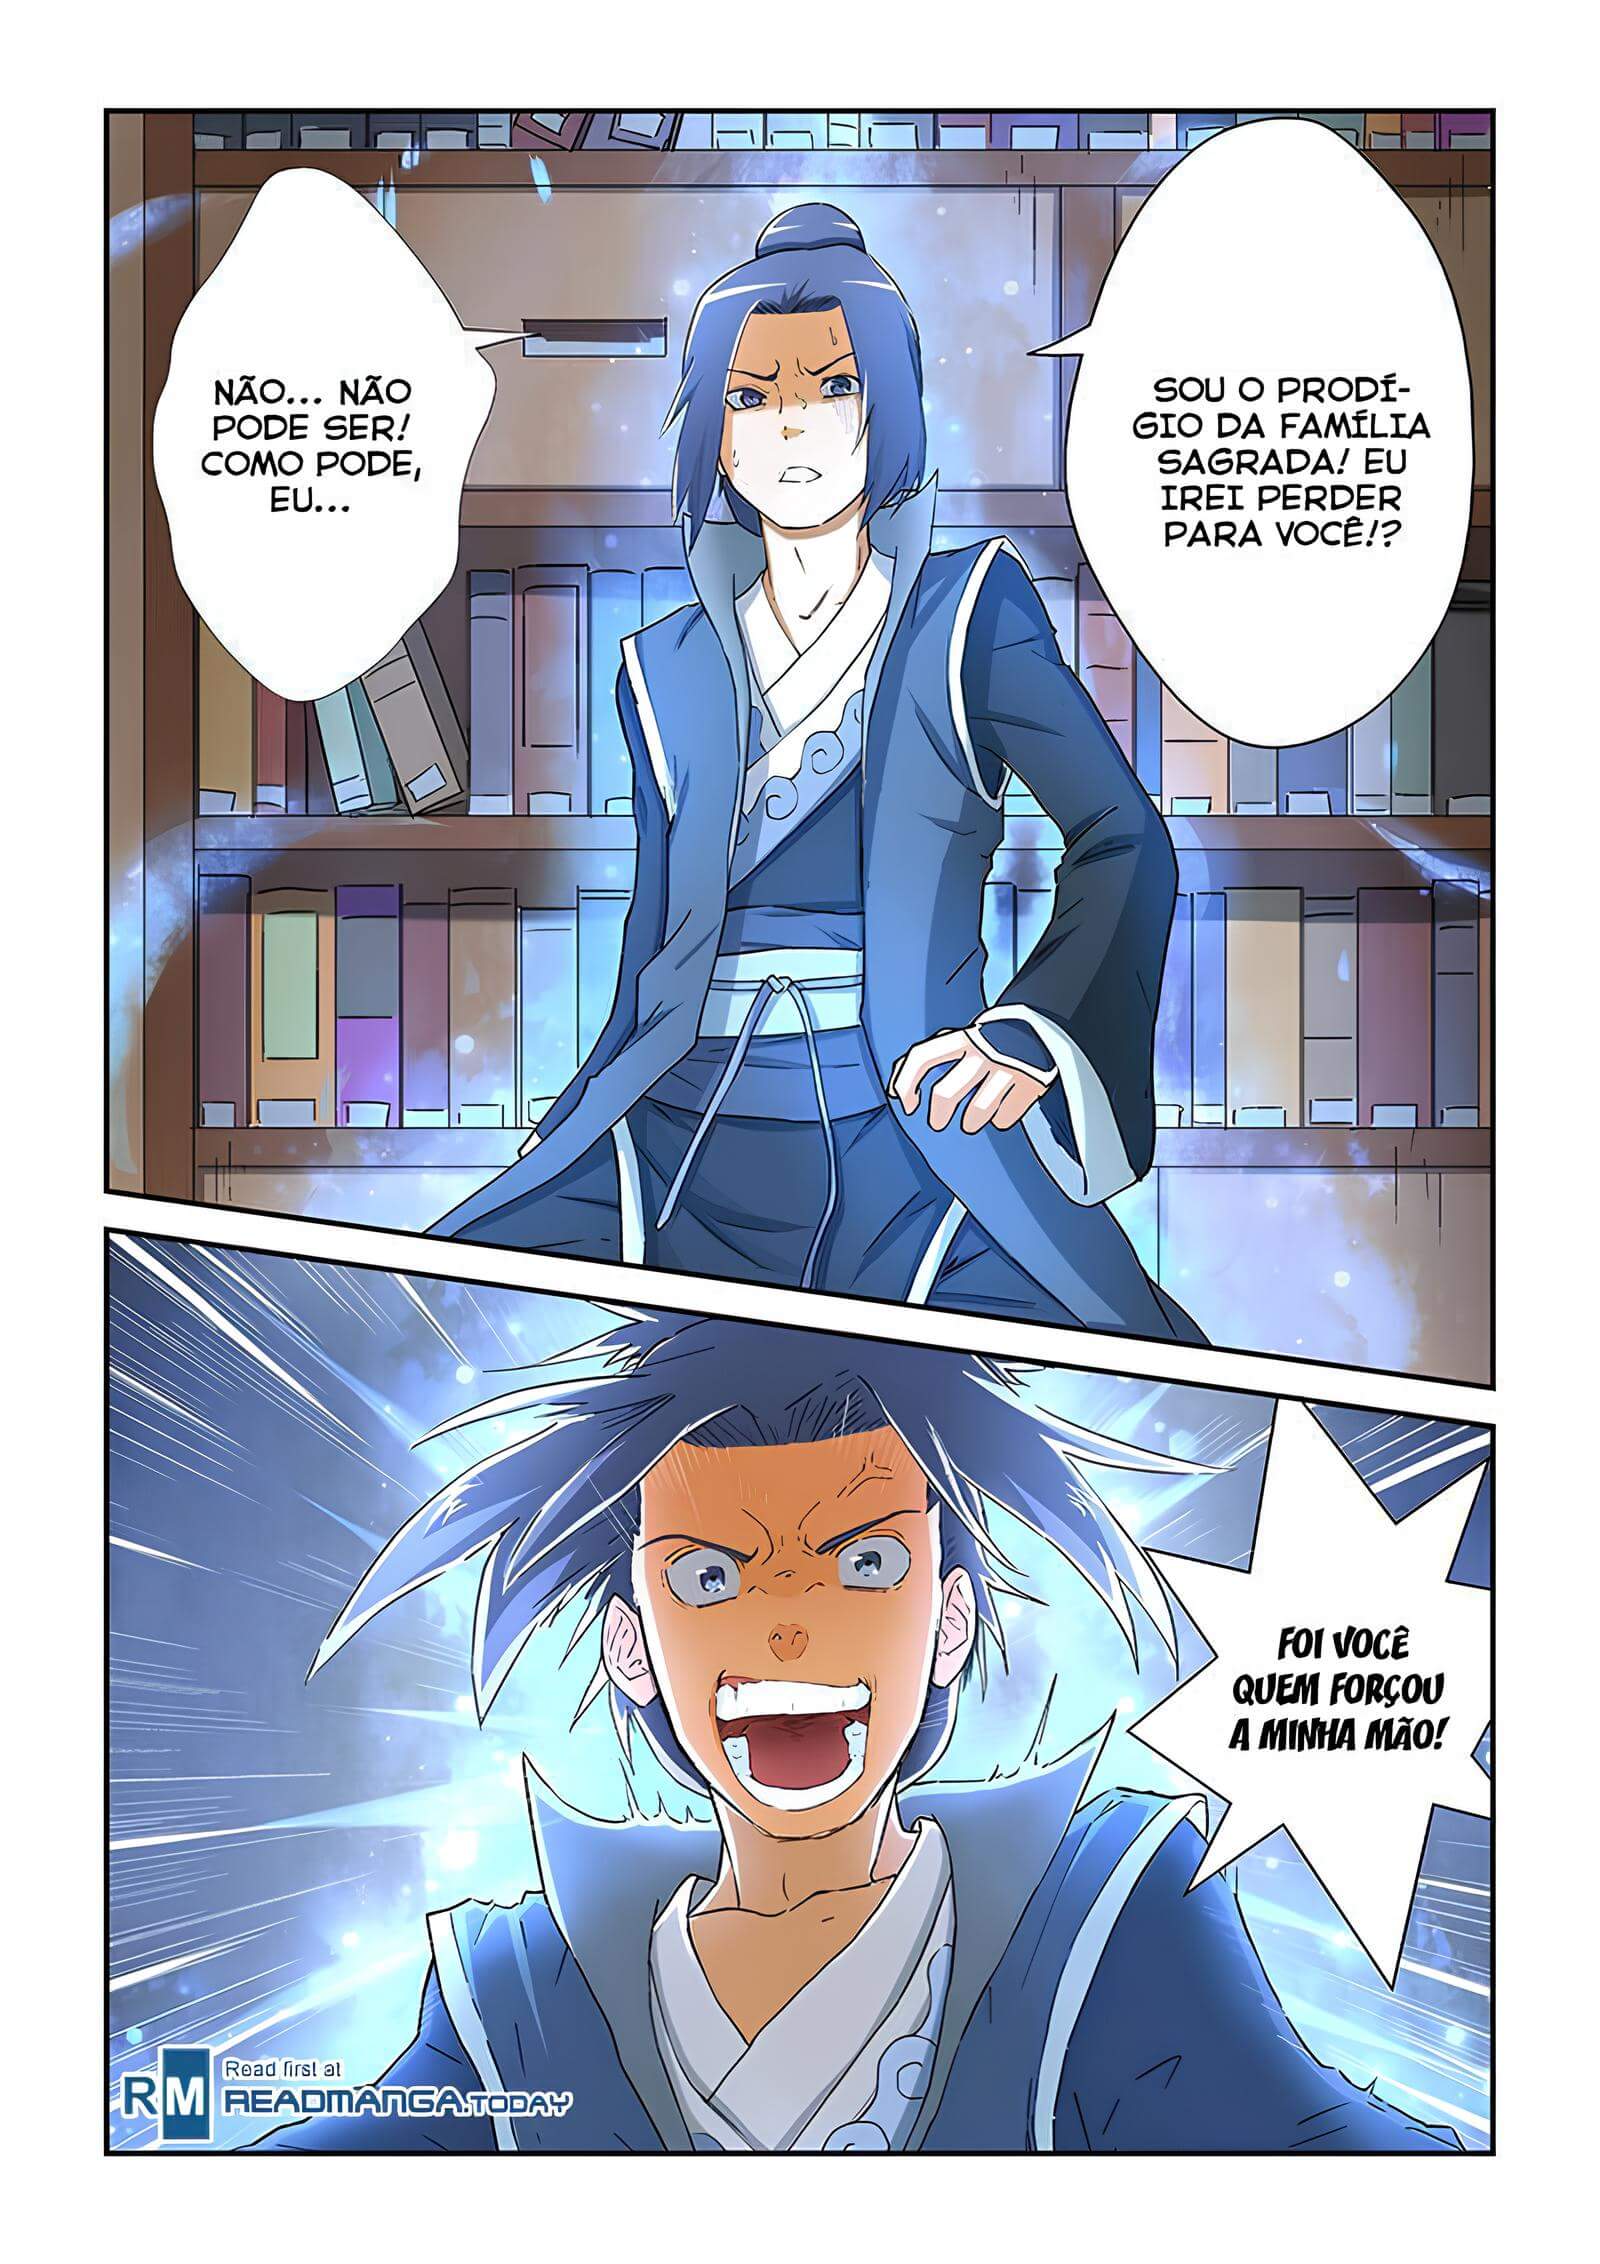 NÃO... NÃO
PODE SER!
COMO PODE,
EU...
SOU O PRODÍ-
GIO DA FAMÍLIA
SAGRADA! EU
IREI PERDER
PARA VOCÊ!?
FOI VOCÊ
QUEM FORÇOU
A MINHA MÃO!
RM
Read first at
READMANGA.TODAY